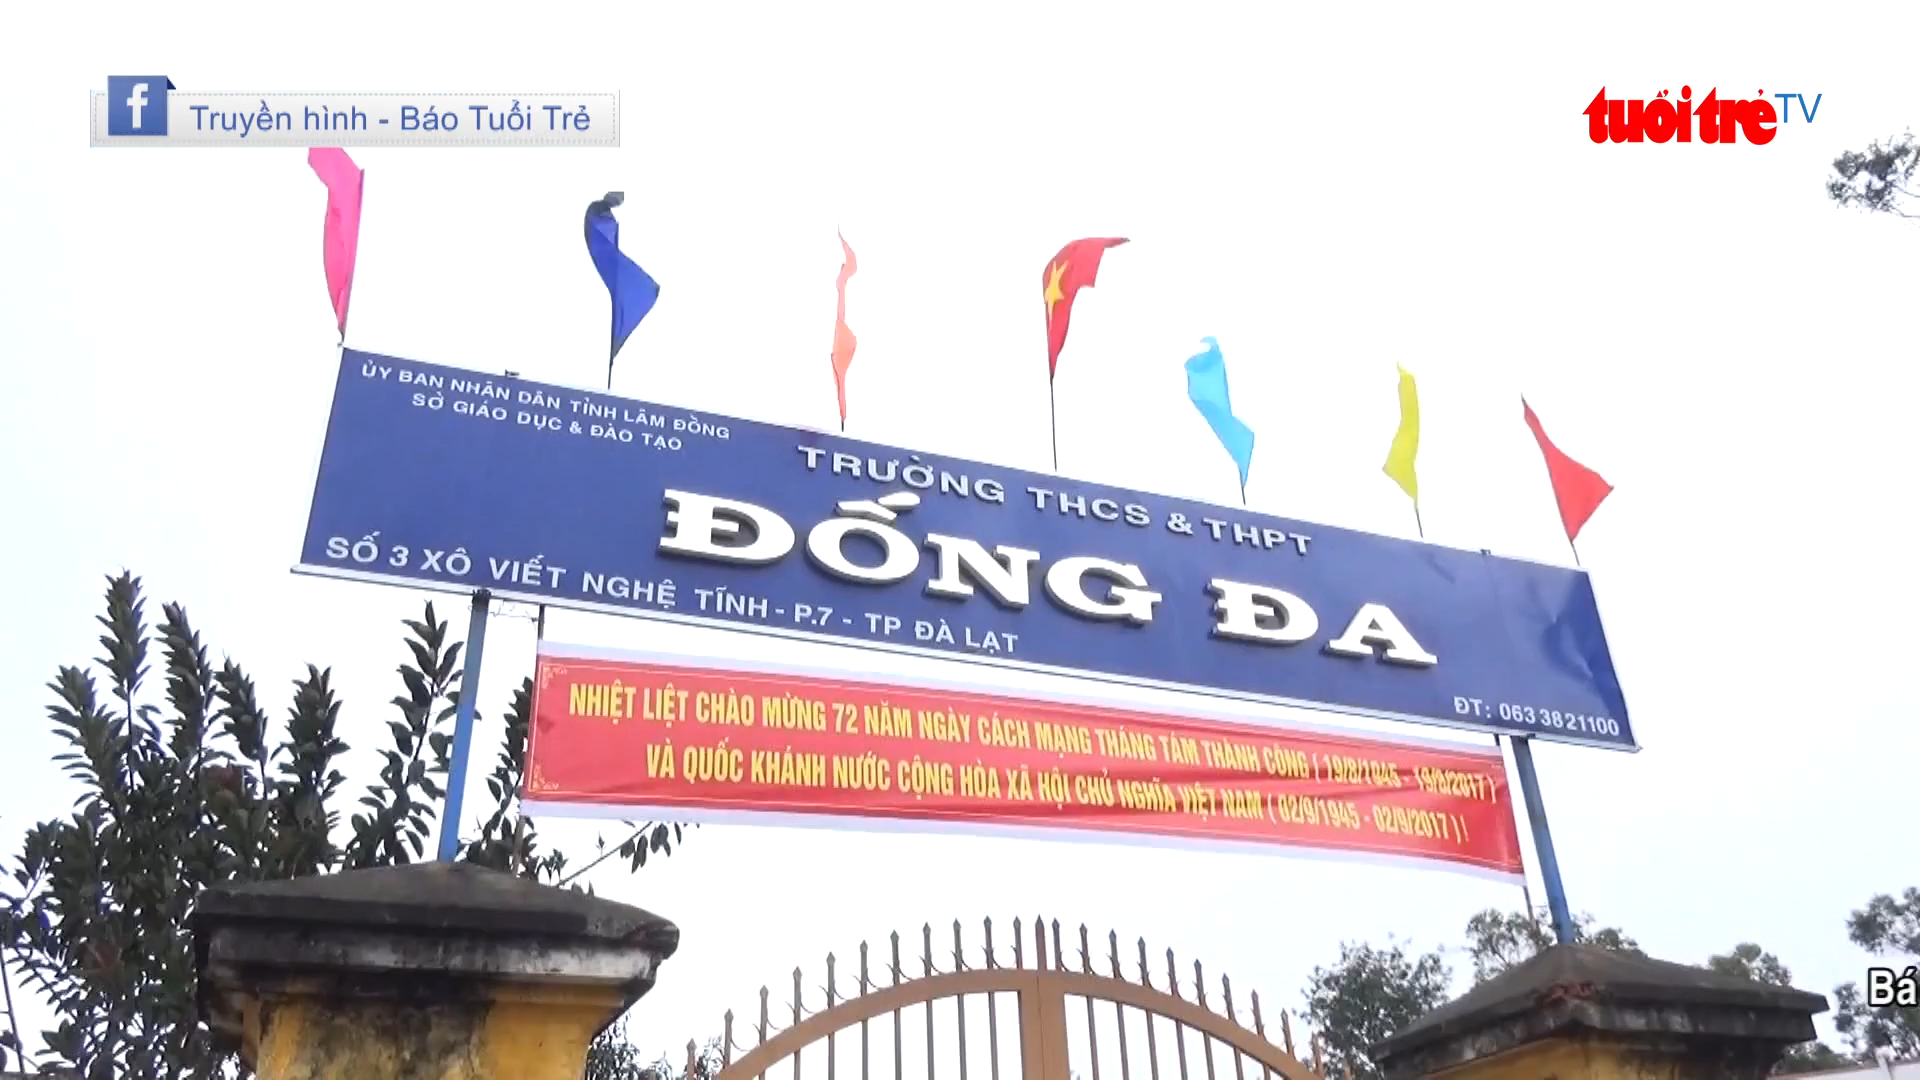 Truyền hình - Báo Tuổi Trẻ
tuổi trẻ TV
ỦY BAN NHÂN DÂN TỈNH LÂM ĐỒNG
SỞ GIÁO DỤC & ĐÀO TẠO
TRƯỜNG THCS & THPT
ĐỐNG ĐA
SỐ 3 XÔ VIẾT NGHỆ TĨNH - P.7 - TP ĐÀ LẠT
ĐT: 063 3821100
NHIỆT LIỆT CHÀO MỪNG 72 NĂM NGÀY CÁCH MẠNG THÁNG TÁM THÀNH CÔNG ( 19/8/1945 - 19/8/2017 )
VÀ QUỐC KHÁNH NƯỚC CỘNG HÒA XÃ HỘI CHỦ NGHĨA VIỆT NAM ( 02/9/1945 - 02/9/2017 ) !
Bá